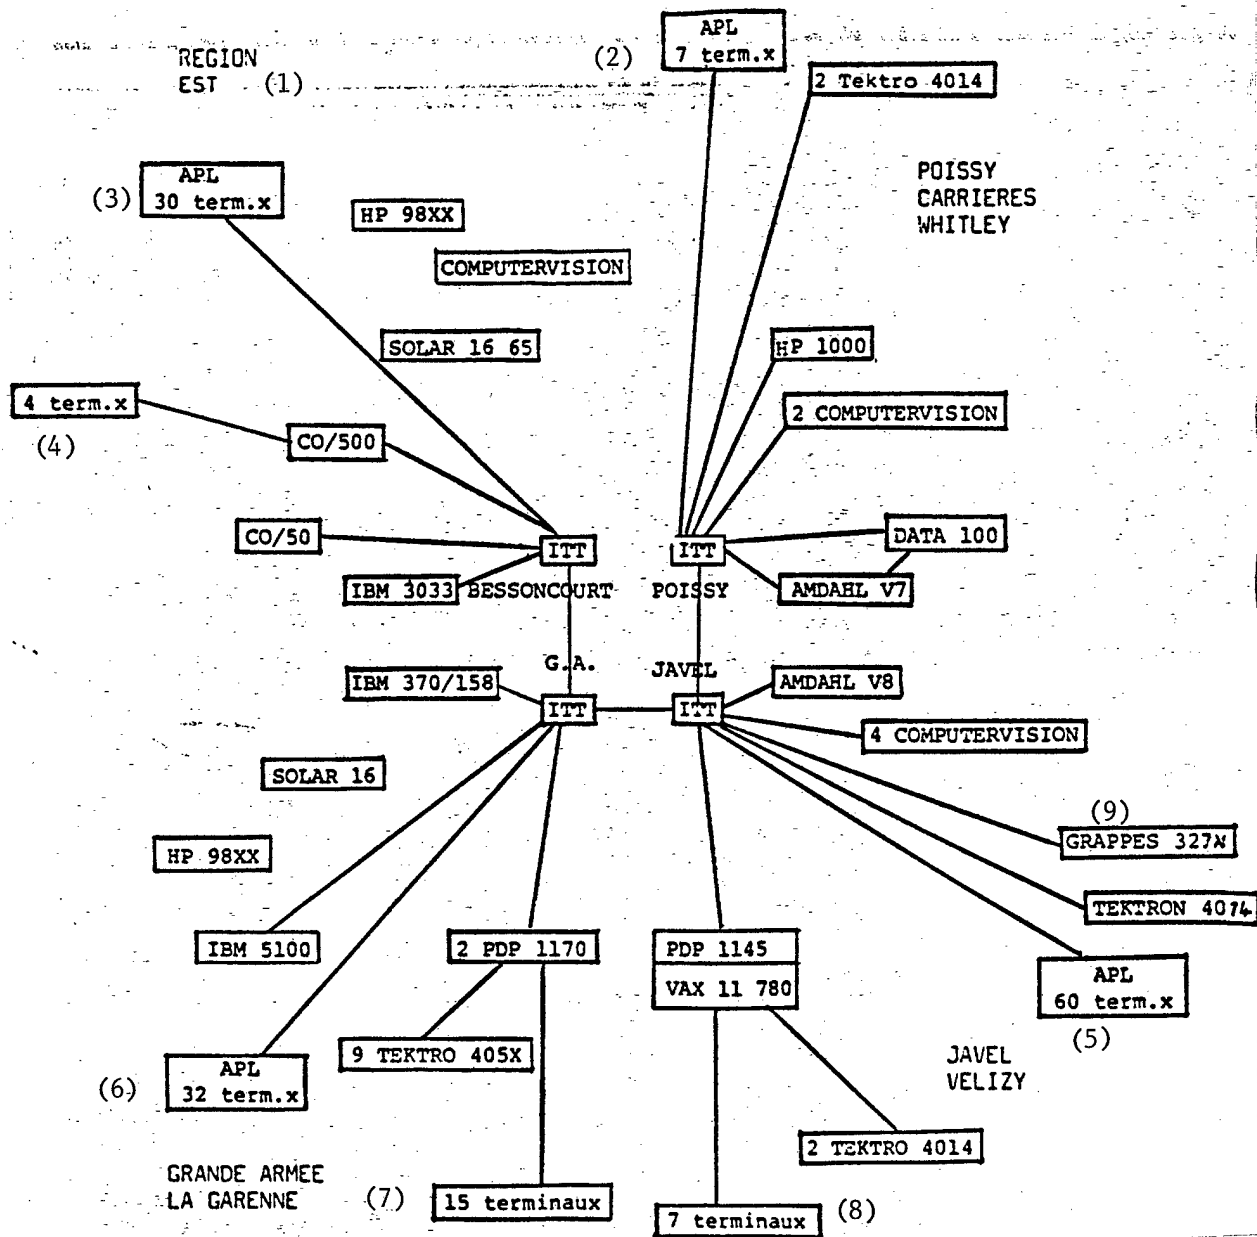 REGION
EST (1)
(2)
APL
7 term.x
2 Tektro 4014
(3)
APL
30 term.x
HP 98XX
COMPUTERVISION
POISSY
CARRIERES
WHITLEY
SOLAR 16 65
HP 1000
4 term.x
(4)
CO/500
2 COMPUTERVISION
CO/50
ITT
ITT
DATA 100
IBM 3033
BESSONCOURT
POISSY
AMDAHL V7
G.A.
JAVEL
IBM 370/158
ITT
ITT
AMDAHL V8
4 COMPUTERVISION
SOLAR 16
(9)
HP 98XX
GRAPPES 327X
TEKTRON 4014
IBM 5100
2 PDP 1170
PDP 1145
VAX 11 780
APL
60 term.x
(5)
9 TEKTRO 405X
(6)
APL
32 term.x
JAVEL
VELIZY
2 TEKTRO 4014
GRANDE ARMEE
LA GARENNE
(7)
15 terminaux
7 terminaux
(8)